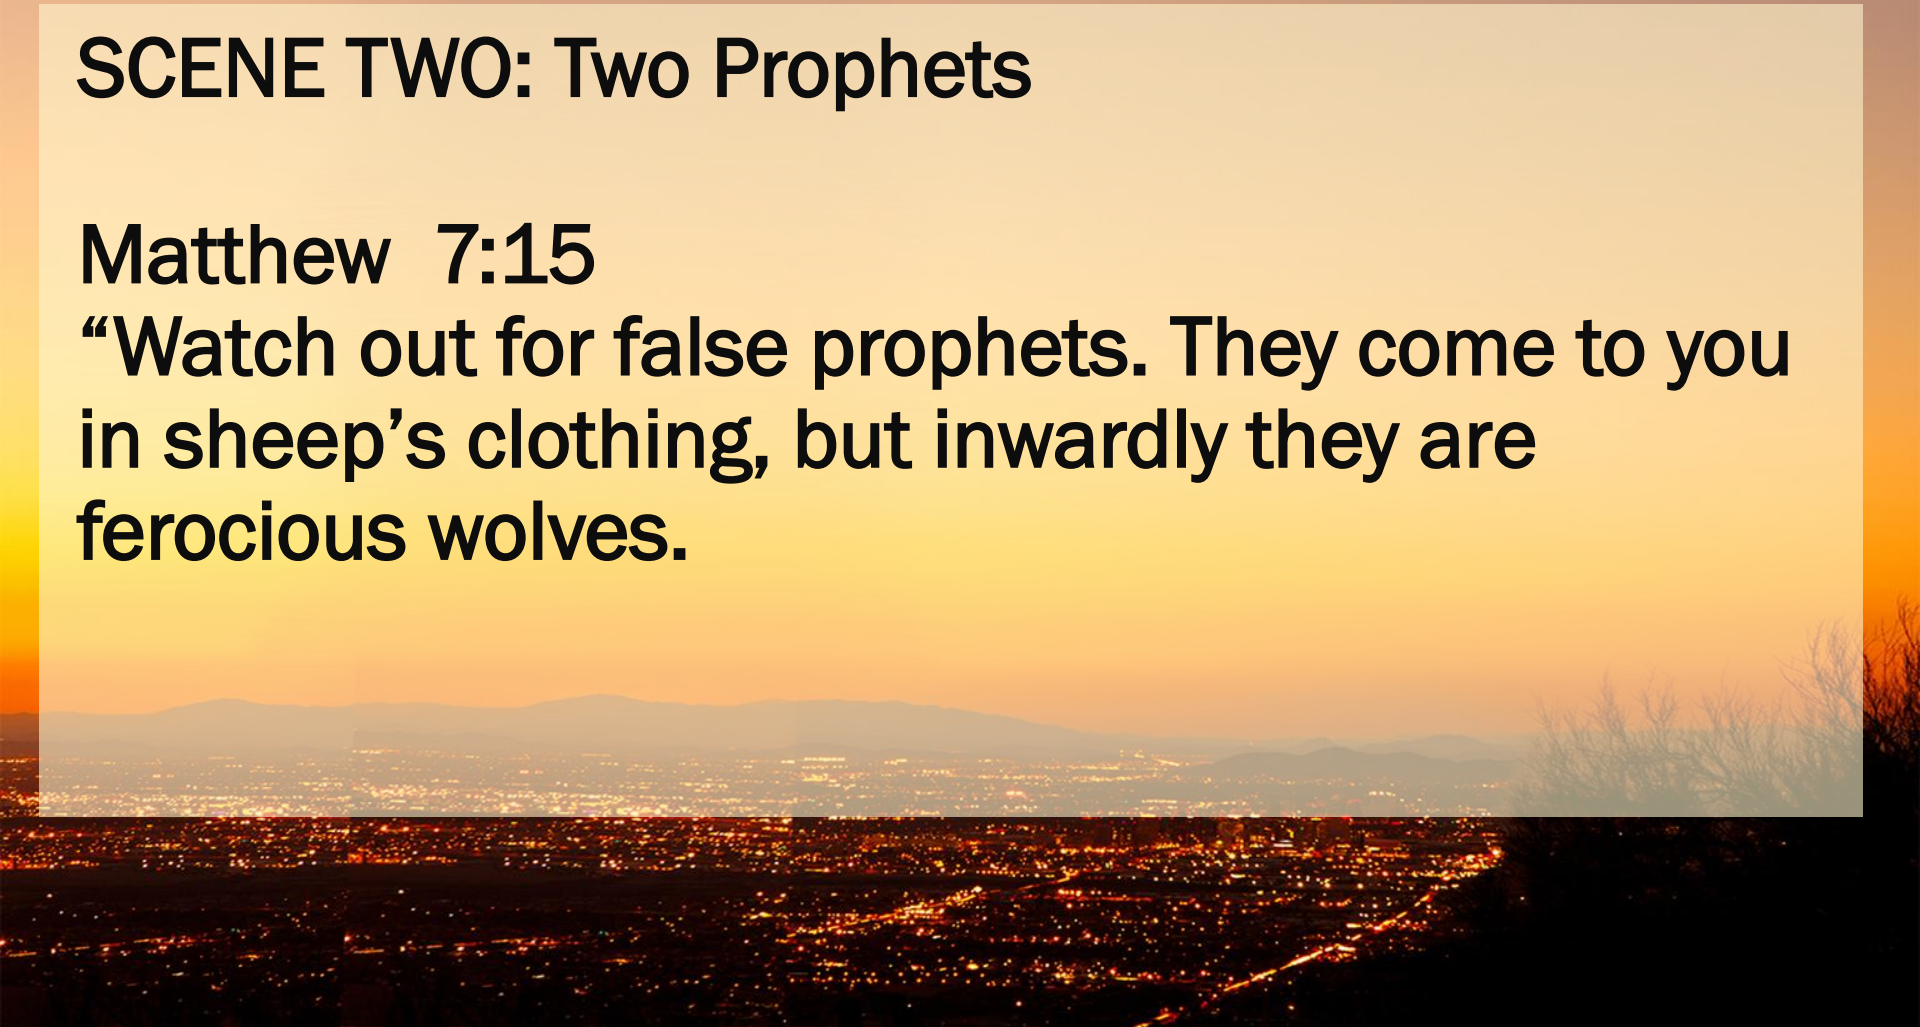 SCENE TWO: Two Prophets
Matthew  7:15
“Watch out for false prophets. They come to you
in sheep’s clothing, but inwardly they are
ferocious wolves.